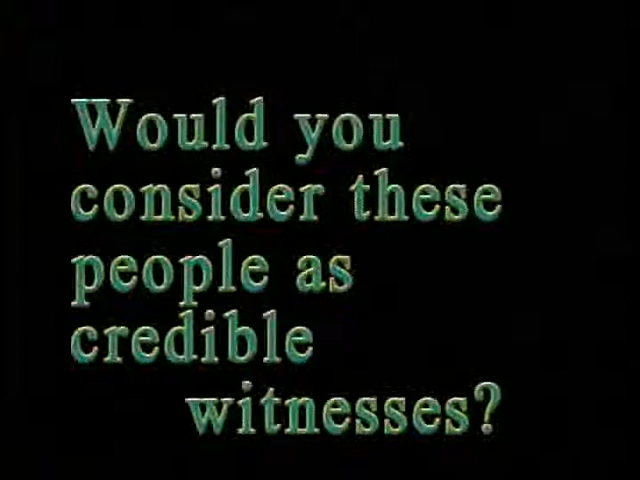 Would you
consider these
people as
credible
witnesses?